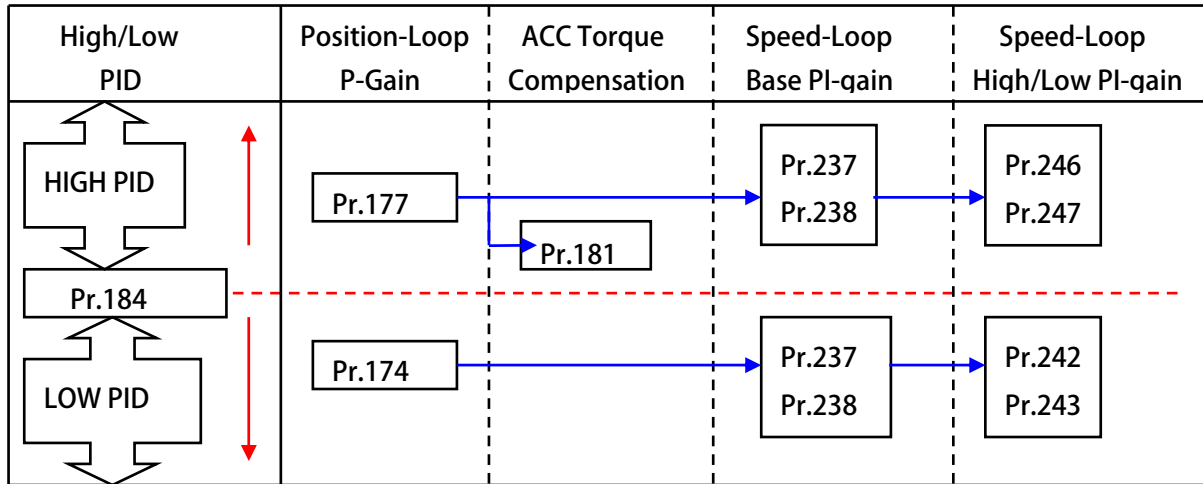 High/Low
PID
Position-Loop
P-Gain
ACC Torque
Compensation
Speed-Loop
Base PI-gain
Speed-Loop
High/Low PI-gain
HIGH PID
Pr.177
Pr.181
Pr.237
Pr.238
Pr.246
Pr.247
Pr.184
LOW PID
Pr.174
Pr.237
Pr.238
Pr.242
Pr.243